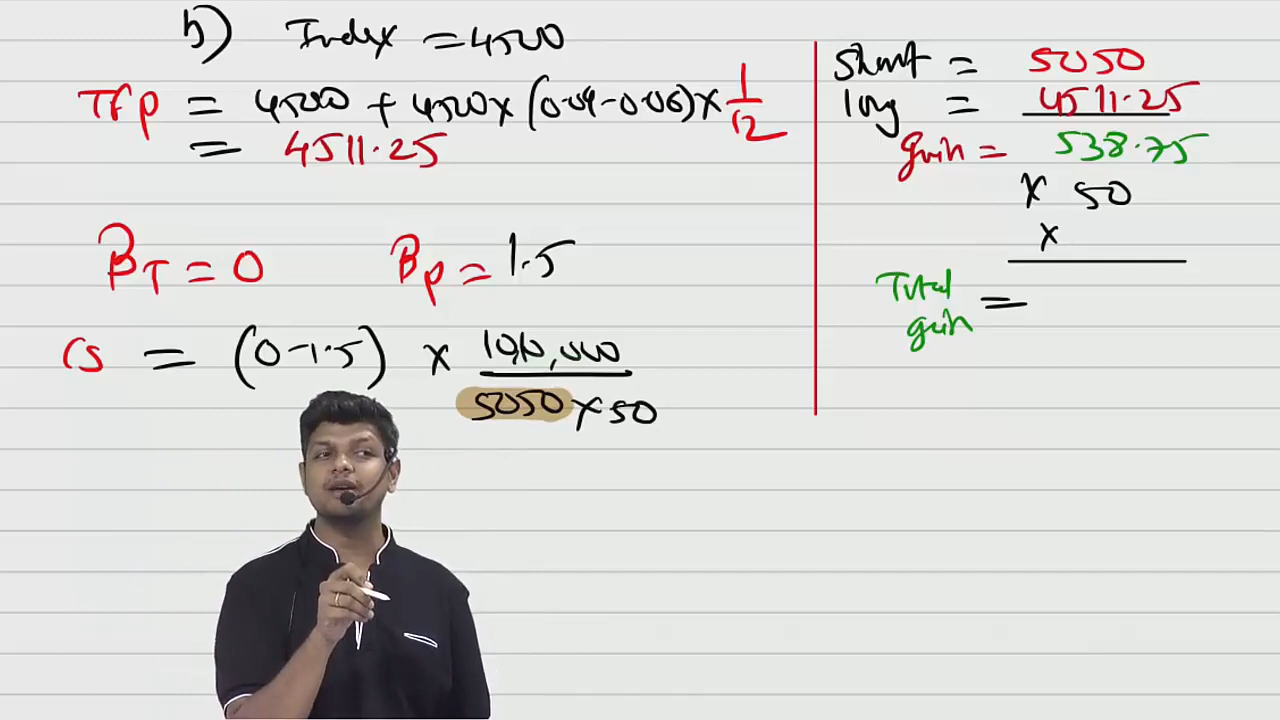 b) Index = 4500
TFP = 4500 + 4500 x (0.09-0.06) x 1/12
= 4511.25
βT = 0 βP = 1.5
= (0-1.5) x 100,000 / 5050 x 50
short = 5050
long = 4511.25
gain = 538.75
x 50
x
Total gain =